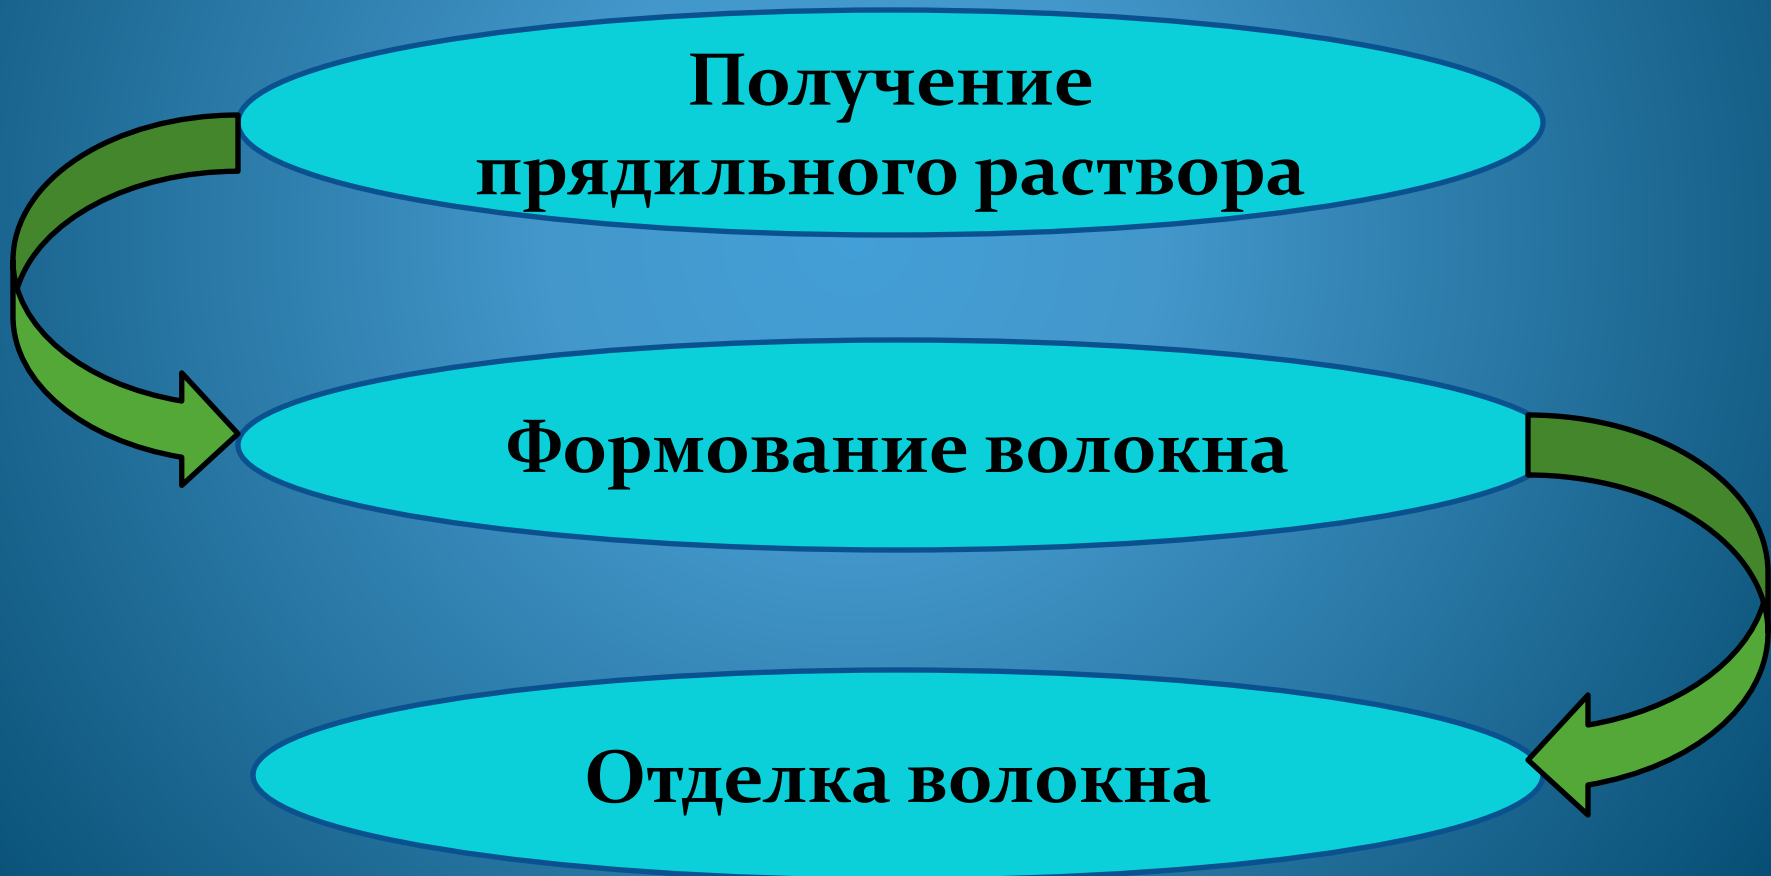 Получение
прядильного раствора
Формование волокна
Отделка волокна